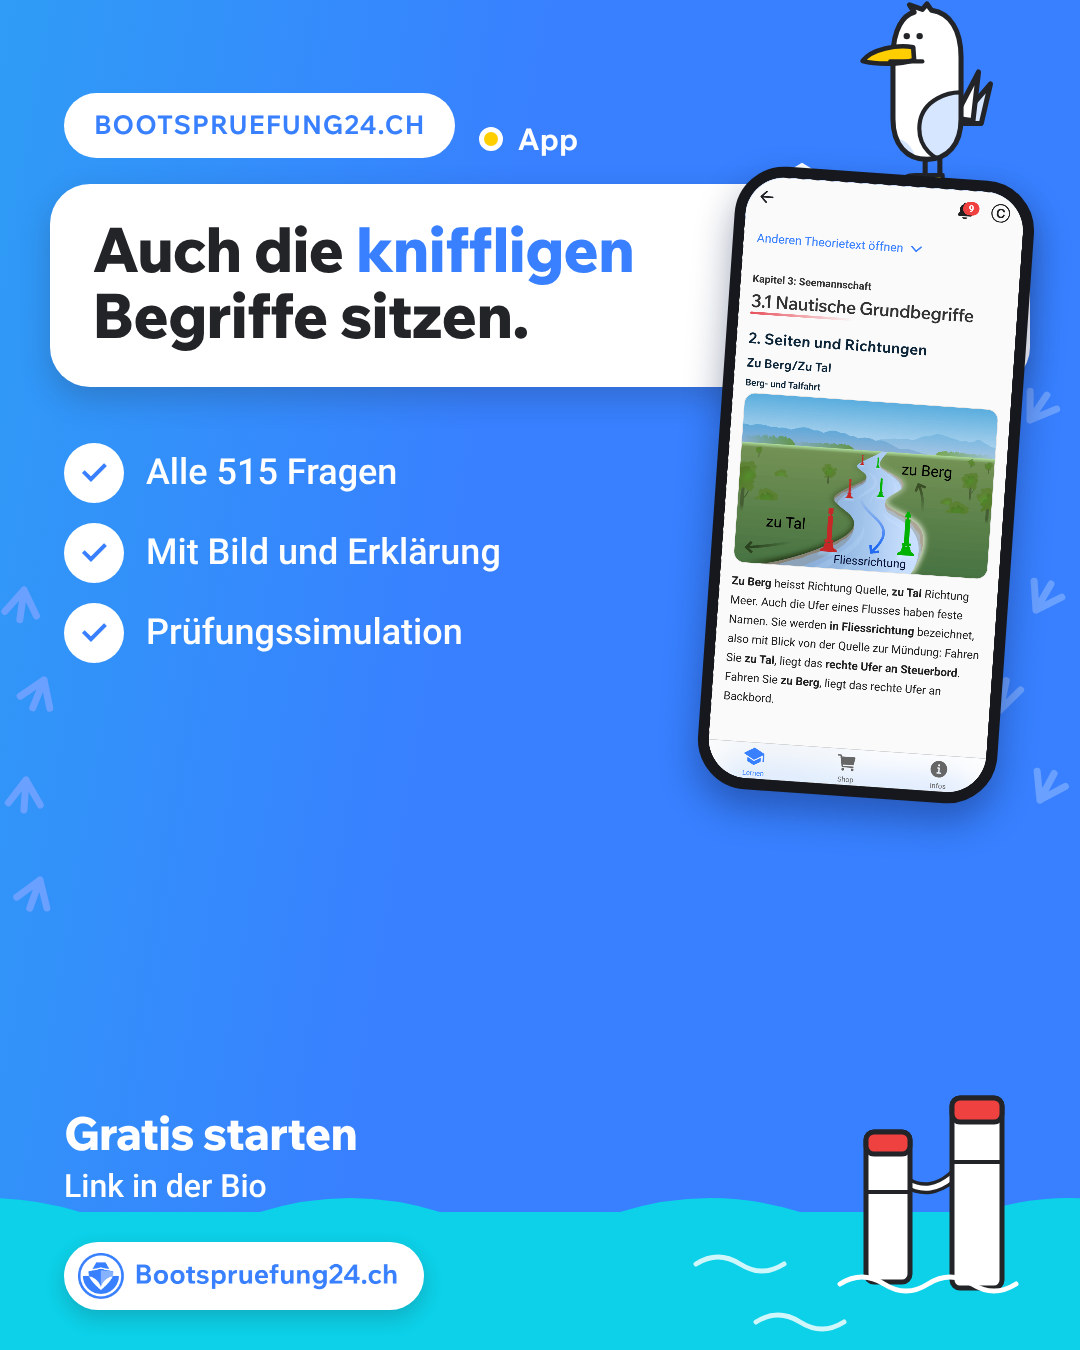 BOOTSPRUEFUNG24.CH
App
Auch die kniffligen
Begriffe sitzen.
Alle 515 Fragen
Mit Bild und Erklärung
Prüfungssimulation
9
C
Anderen Theorietext öffnen
Kapitel 3: Seemannschaft
3.1 Nautische Grundbegriffe
2. Seiten und Richtungen
Zu Berg/Zu Tal
Berg- und Talfahrt
zu Berg
zu Tal
Fliessrichtung
Zu Berg heisst Richtung Quelle, zu Tal Richtung
Meer. Auch die Ufer eines Flusses haben feste
Namen. Sie werden in Fliessrichtung bezeichnet,
also mit Blick von der Quelle zur Mündung: Fahren
Sie zu Tal, liegt das rechte Ufer an Steuerbord.
Fahren Sie zu Berg, liegt das rechte Ufer an
Backbord.
Lernen
Shop
Infos
Gratis starten
Link in der Bio
Bootspruefung24.ch